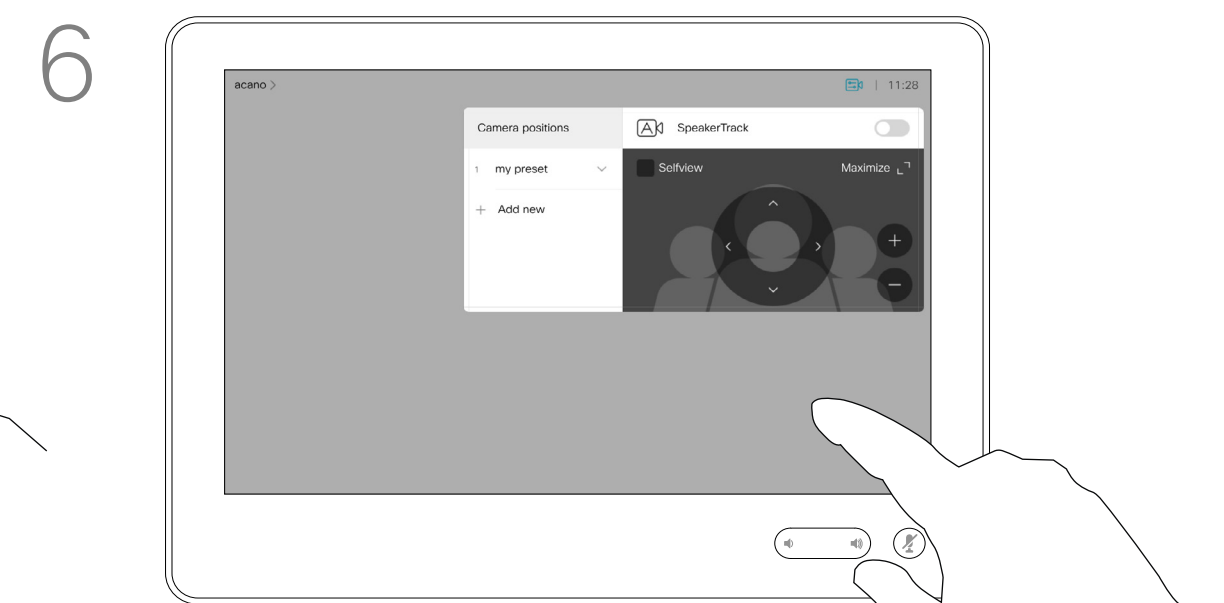 6
acano >
11:28
Camera positions
SpeakerTrack
1 my preset
Selfview
Maximize
+ Add new